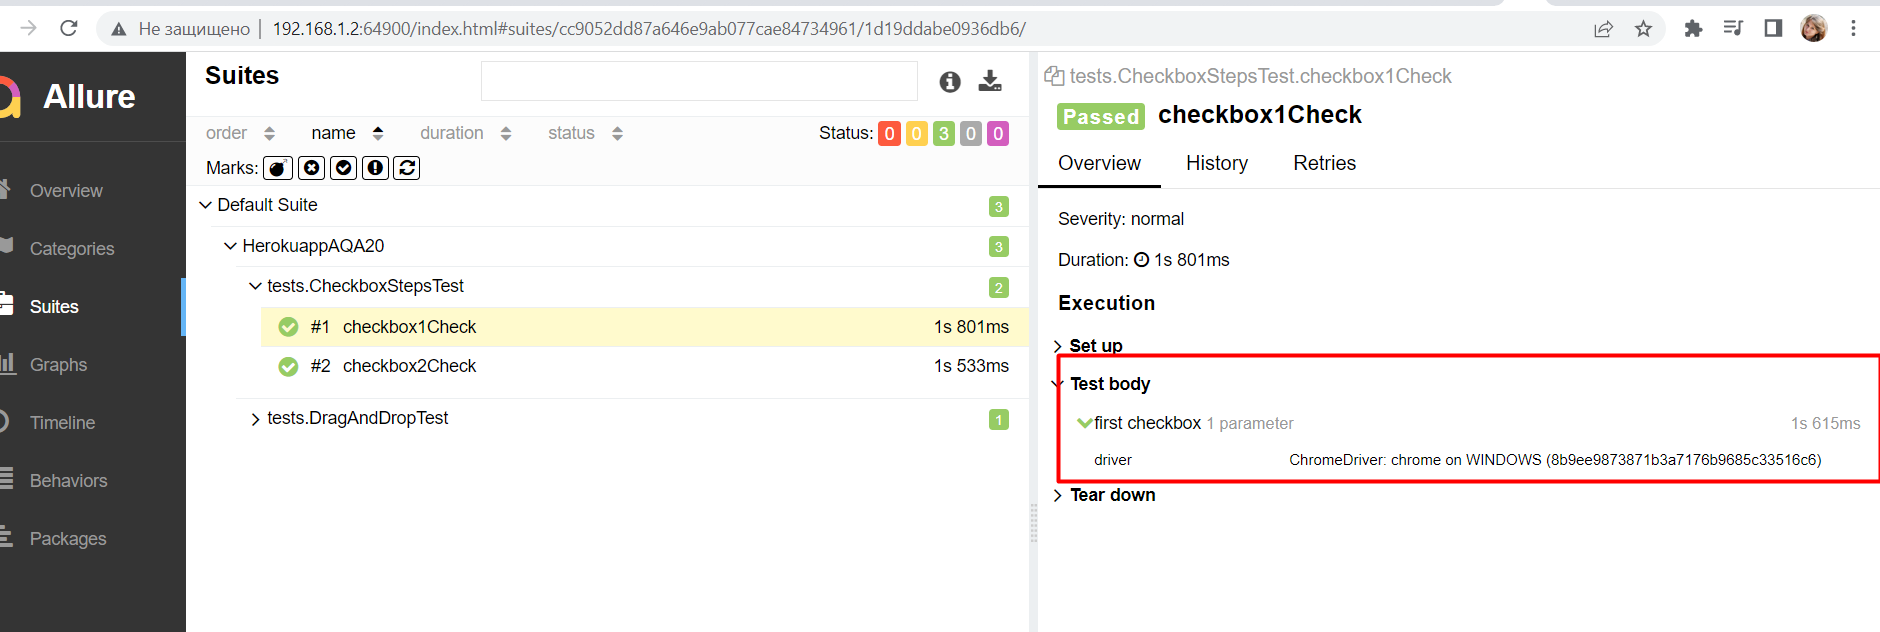 Не защищено 192.168.1.2:64900/index.html#suites/cc9052dd87a646e9ab077cae84734961/1d19ddabe0936db6/
Allure
Overview
Categories
Suites
Graphs
Timeline
Behaviors
Packages
Suites
order name duration status Status: 0 0 3 0 0
Marks:
Default Suite 3
HerokuappAQA20 3
tests.CheckboxStepsTest 2
#1 checkbox1Check 1s 801ms
#2 checkbox2Check 1s 533ms
tests.DragAndDropTest 1
tests.CheckboxStepsTest.checkbox1Check
Passed checkbox1Check
Overview History Retries
Severity: normal
Duration: 1s 801ms
Execution
Set up
Test body
first checkbox 1 parameter 1s 615ms
driver ChromeDriver: chrome on WINDOWS (8b9ee9873871b3a7176b9685c33516c6)
Tear down